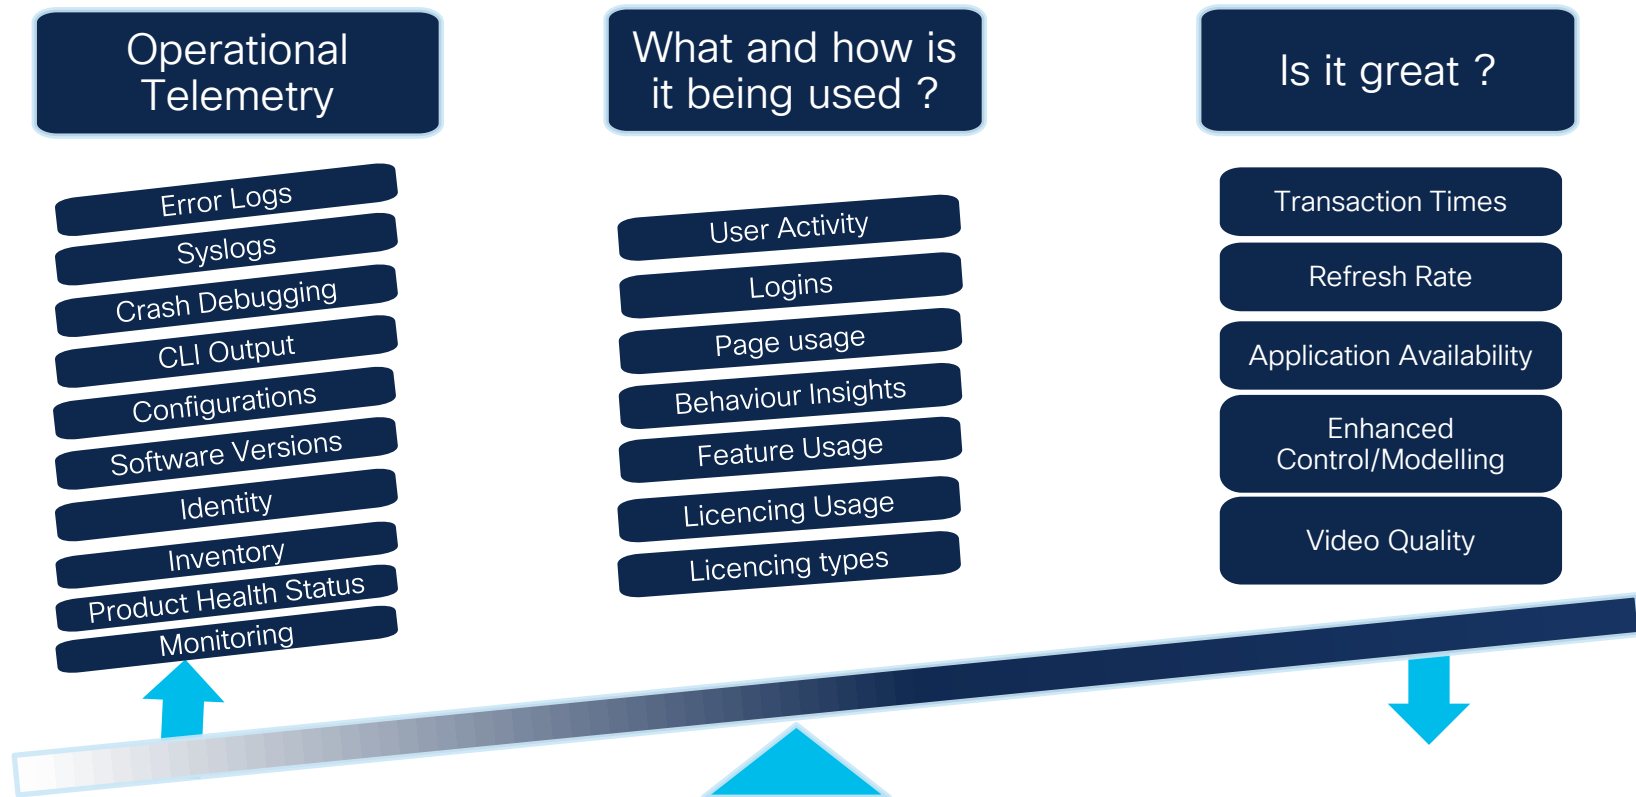 Operational
Telemetry
Error Logs
Syslogs
Crash Debugging
CLI Output
Configurations
Software Versions
Identity
Inventory
Product Health Status
Monitoring
What and how is
it being used ?
User Activity
Logins
Page usage
Behaviour Insights
Feature Usage
Licencing Usage
Licencing types
Is it great ?
Transaction Times
Refresh Rate
Application Availability
Enhanced
Control/Modelling
Video Quality